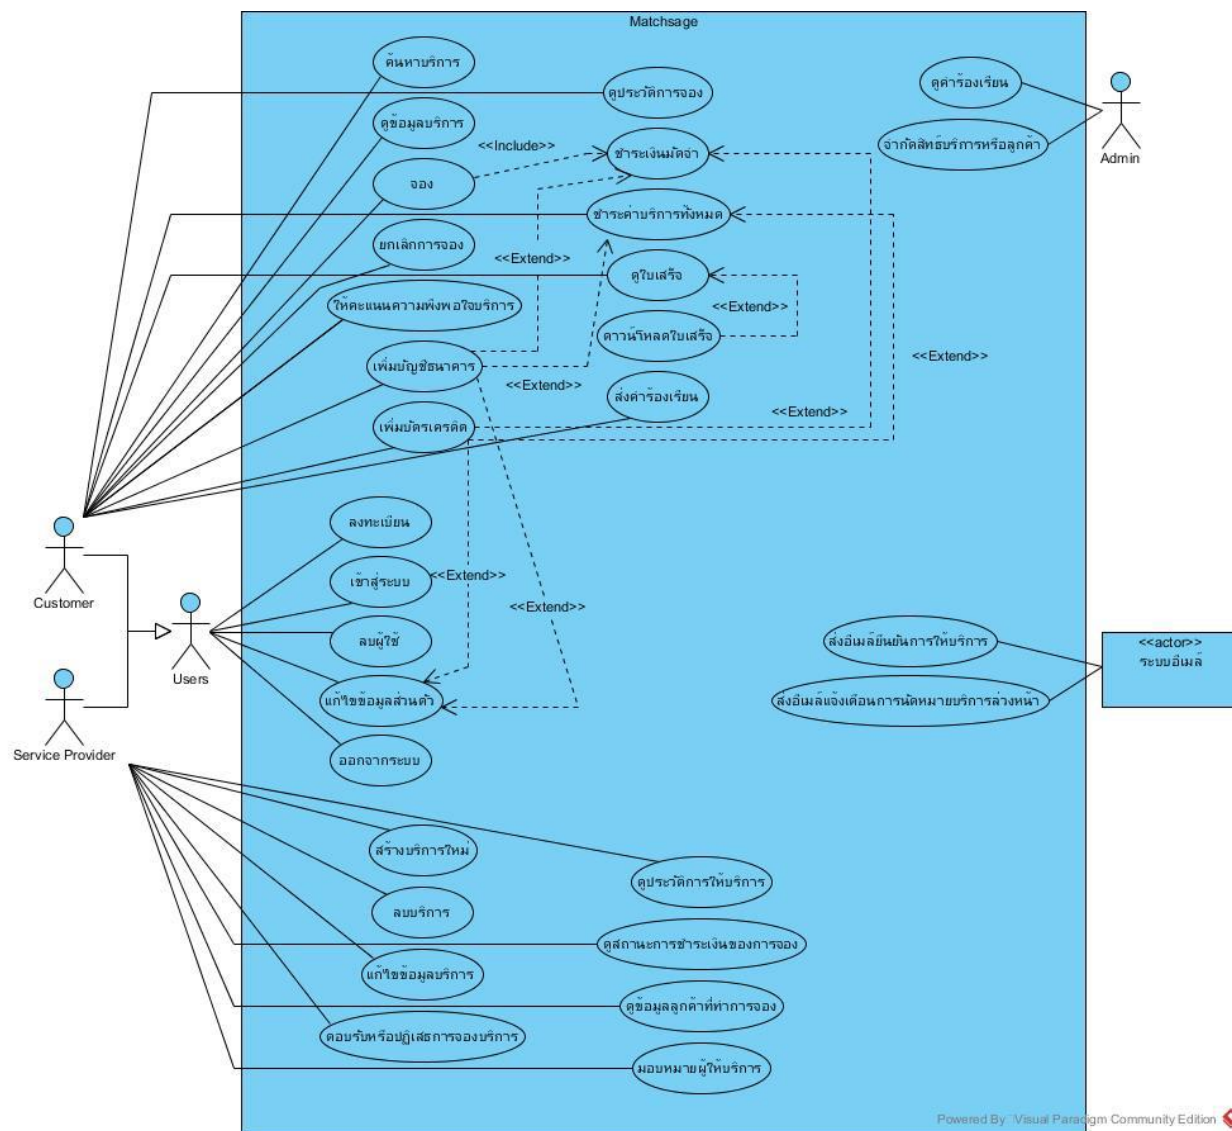 Matchsage
ค้นหาบริการ
ดูประวัติการจอง
ดูข้อมูลบริการ
<<Include>>
ชำระเงินมัดจำ
จอง
ชำระค่าบริการทั้งหมด
ยกเลิกการจอง
<<Extend>>
ดูใบเสร็จ
ให้คะแนนความพึงพอใจบริการ
<<Extend>>
ดาวน์โหลดใบเสร็จ
<<Extend>>
เพิ่มบัญชีธนาคาร
<<Extend>>
ส่งคำร้องเรียน
<<Extend>>
เพิ่มบัตรเครดิต
ดูคำร้องเรียน
จำกัดสิทธ์บริการหรือลูกค้า
Admin
ลงทะเบียน
เข้าสู่ระบบ
<<Extend>>
<<Extend>>
ลบผู้ใช้
แก้ไขข้อมูลส่วนตัว
ออกจากระบบ
Customer
Users
Service Provider
ส่งอีเมล์ยืนยันการให้บริการ
ส่งอีเมล์แจ้งเตือนการนัดหมายบริการล่วงหน้า
<<actor>>
ระบบอีเมล์
สร้างบริการใหม่
ดูประวัติการให้บริการ
ลบบริการ
ดูสถานะการชำระเงินของการจอง
แก้ไขข้อมูลบริการ
ดูข้อมูลลูกค้าที่ทำการจอง
ตอบรับหรือปฏิเสธการจองบริการ
มอบหมายผู้ให้บริการ
Powered By Visual Paradigm Community Edition